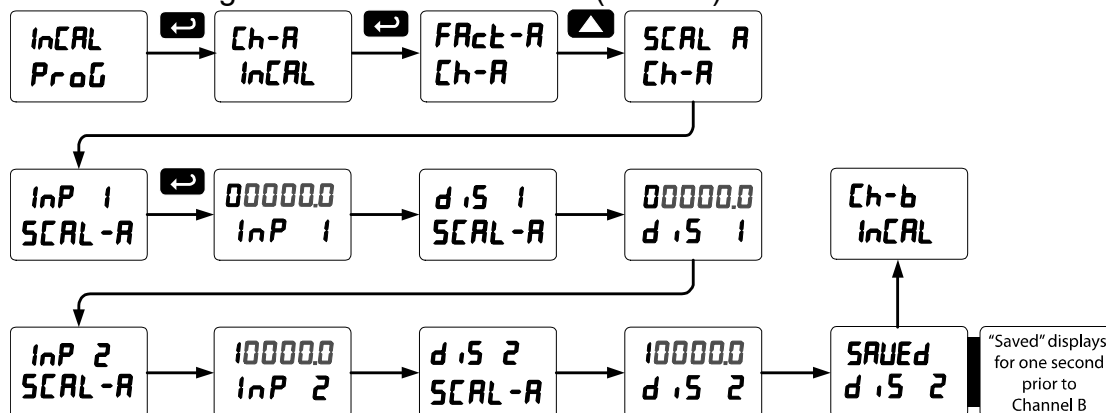 InCAL
ProG
Ch-A
InCAL
FAct-A
Ch-A
SCAL A
Ch-A
InP 1
SCAL-A
00000.0
InP 1
diS 1
SCAL-A
00000.0
diS 1
Ch-b
InCAL
InP 2
SCAL-A
10000.0
InP 2
diS 2
SCAL-A
10000.0
diS 2
SAVEd
diS 2
"Saved" displays
for one second
prior to
Channel B